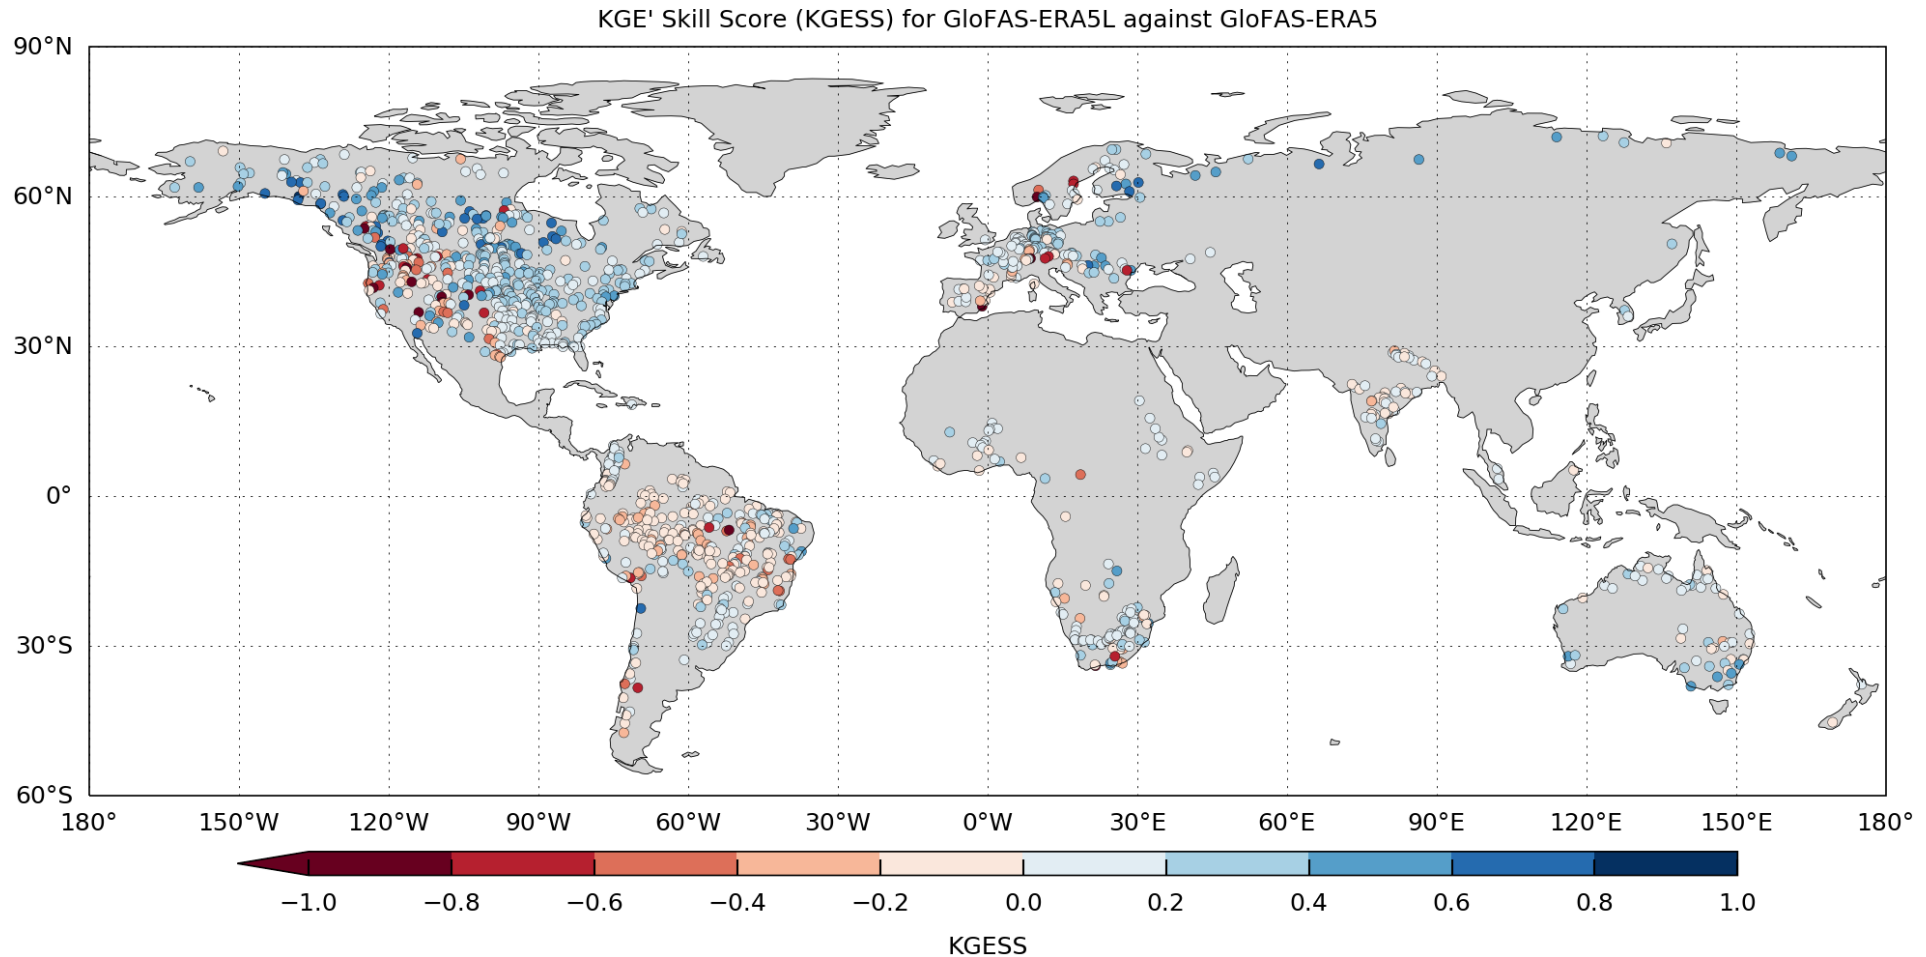 KGE' Skill Score (KGESS) for GloFAS-ERA5L against GloFAS-ERA5
90°N
60°N
30°N
0°
30°S
60°S
180° 150°W 120°W 90°W 60°W 30°W 0°W 30°E 60°E 90°E 120°E 150°E 180°
−1.0 −0.8 −0.6 −0.4 −0.2 0.0 0.2 0.4 0.6 0.8 1.0
KGESS